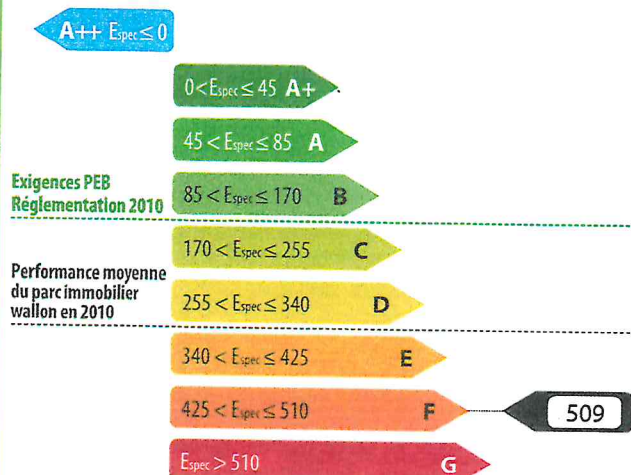 A++ Espec ≤ 0
0 < Espec ≤ 45 A+
45 < Espec ≤ 85 A
Exigences PEB
Réglementation 2010
85 < Espec ≤ 170 B
170 < Espec ≤ 255 C
Performance moyenne
du parc immobilier
wallon en 2010
255 < Espec ≤ 340 D
340 < Espec ≤ 425 E
425 < Espec ≤ 510 F
509
Espec > 510 G